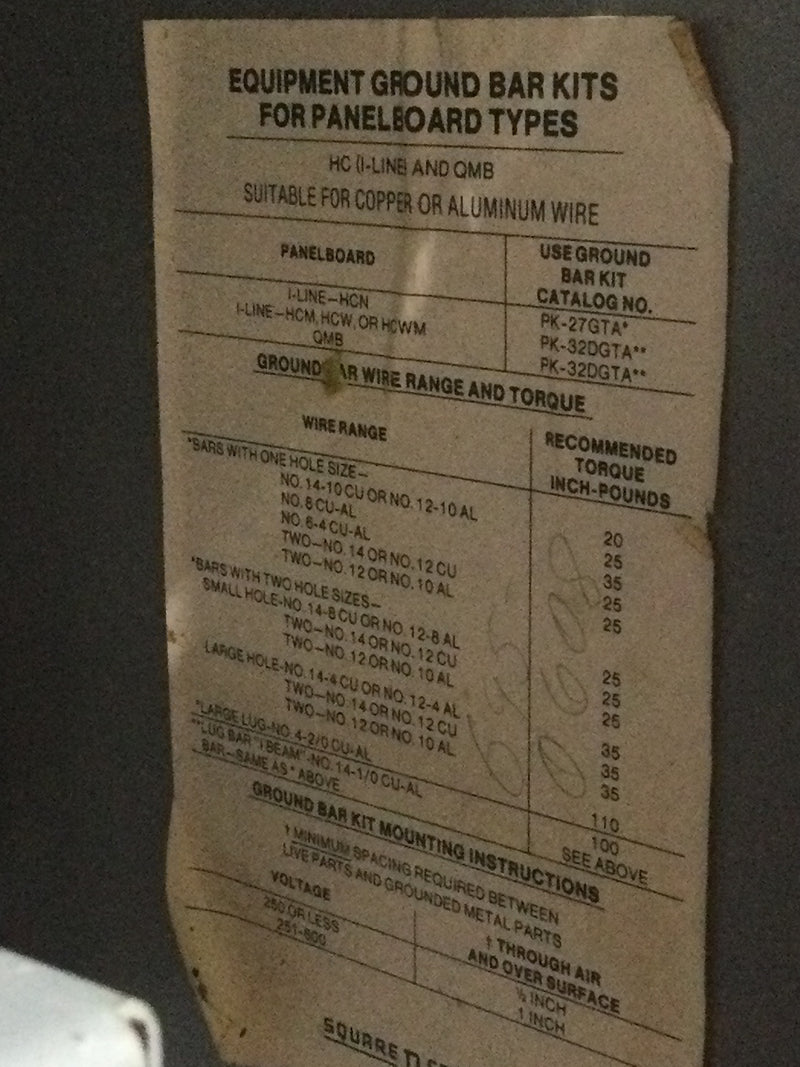 EQUIPMENT GROUND BAR KITS
FOR PANELBOARD TYPES
HC (I-LINE) AND QMB
SUITABLE FOR COPPER OR ALUMINUM WIRE
PANELBOARD
USE GROUND
BAR KIT
CATALOG NO.
I-LINE—HCN PK-27GTA*
I-LINE—HCM, HCW, OR HCWM PK-32DGTA**
QMB PK-32DGTA**
GROUND AR WIRE RANGE AND TORQUE
WIRE RANGE
RECOMMENDED
TORQUE
INCH-POUNDS
*BARS WITH ONE HOLE SIZE—
NO. 14-10 CU OR NO. 12-10 AL 20
NO. 8 CU-AL 25
NO. 6-4 CU-AL 35
TWO—NO. 14 OR NO. 12 CU 25
TWO—NO. 12 OR NO. 10 AL 25
*BARS WITH TWO HOLE SIZES—
SMALL HOLE-NO. 14-8 CU OR NO. 12-8 AL 25
TWO—NO. 14 OR NO. 12 CU 25
TWO—NO. 12 OR NO. 10 AL 25
LARGE HOLE-NO. 14-4 CU OR NO. 12-4 AL 35
TWO—NO. 14 OR NO. 12 CU 35
TWO—NO. 12 OR NO. 10 AL 35
*LARGE LUG-NO. 4-2/0 CU-AL 110
**LUG BAR "I BEAM"-NO. 14-1/0 CU-AL 100
BAR—SAME AS * ABOVE SEE ABOVE
GROUND BAR KIT MOUNTING INSTRUCTIONS
† MINIMUM SPACING REQUIRED BETWEEN
LIVE PARTS AND GROUNDED METAL PARTS
VOLTAGE
† THROUGH AIR
AND OVER SURFACE
250 OR LESS ½ INCH
251-600 1 INCH
SQUARE D